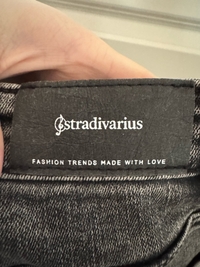 stradivarius
FASHION TRENDS MADE WITH LOVE